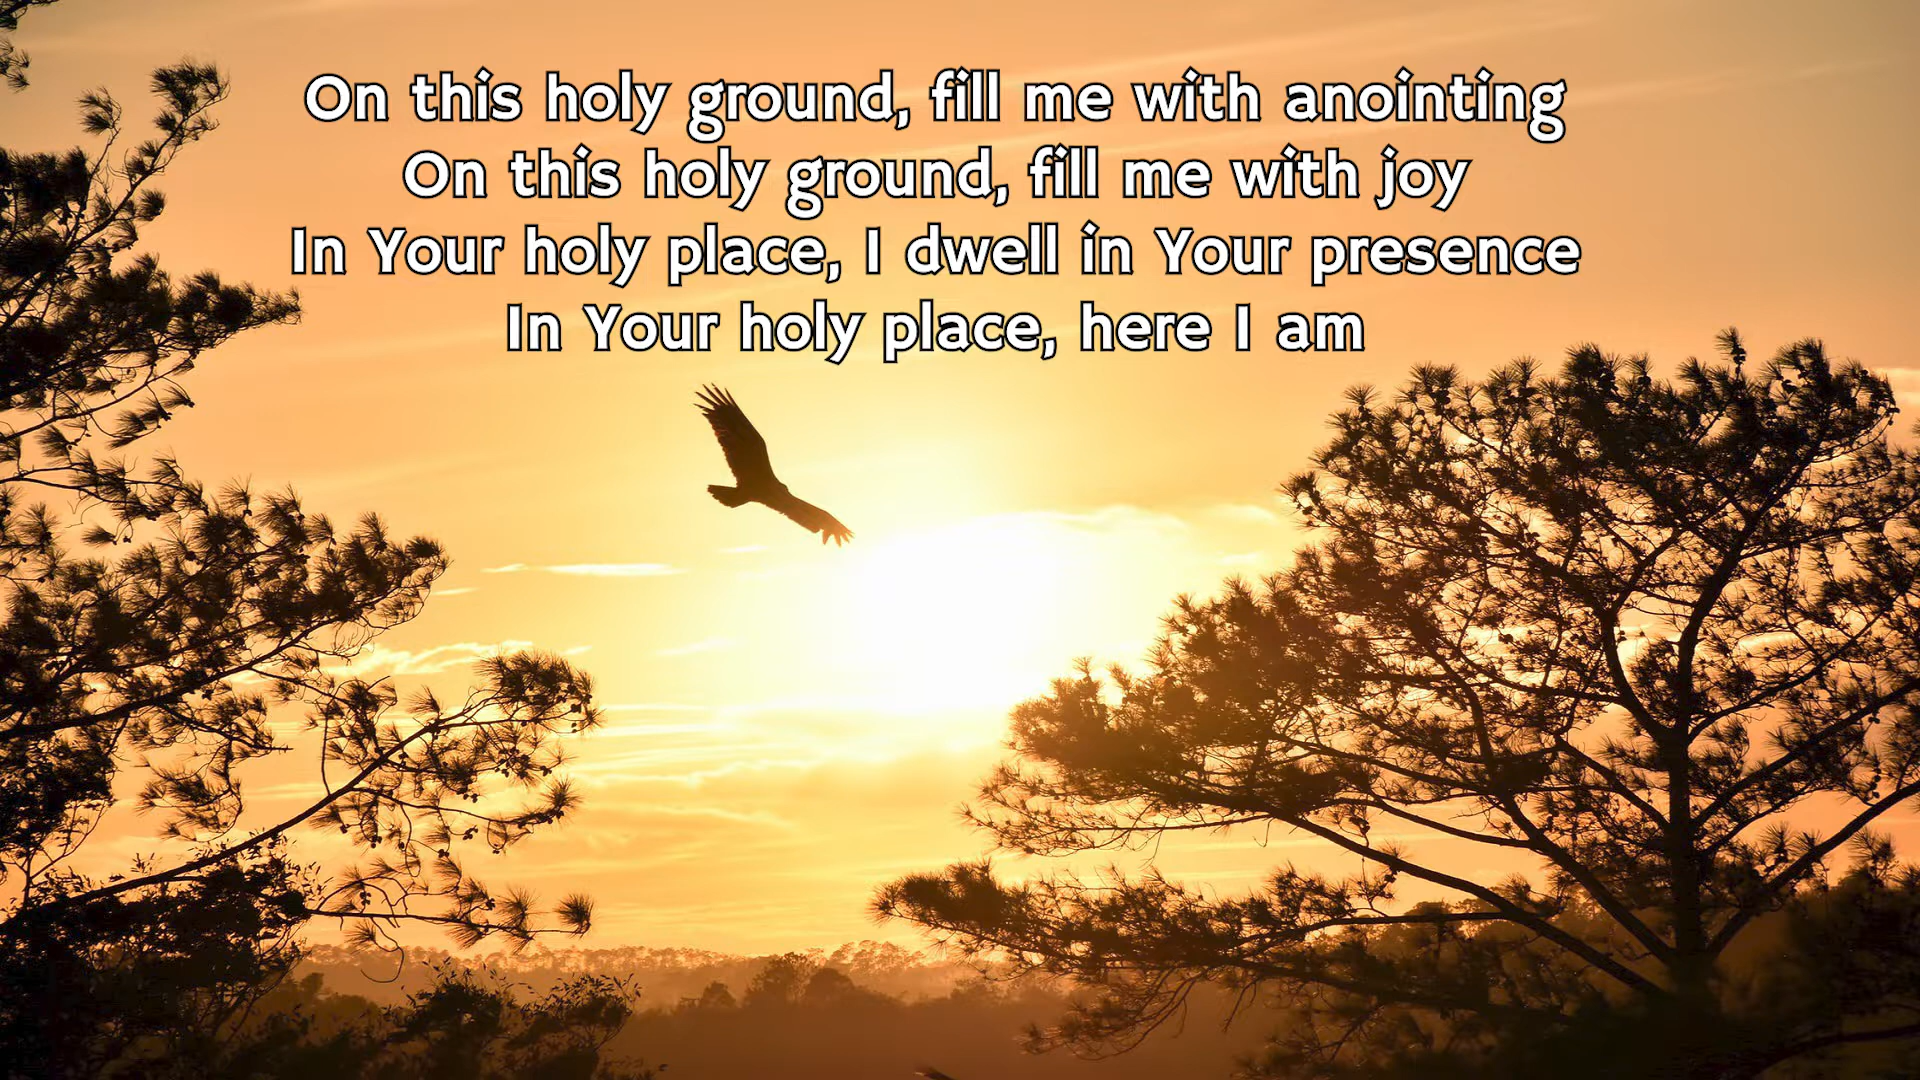 On this holy ground, fill me with anointing
On this holy ground, fill me with joy
In Your holy place, I dwell in Your presence
In Your holy place, here I am